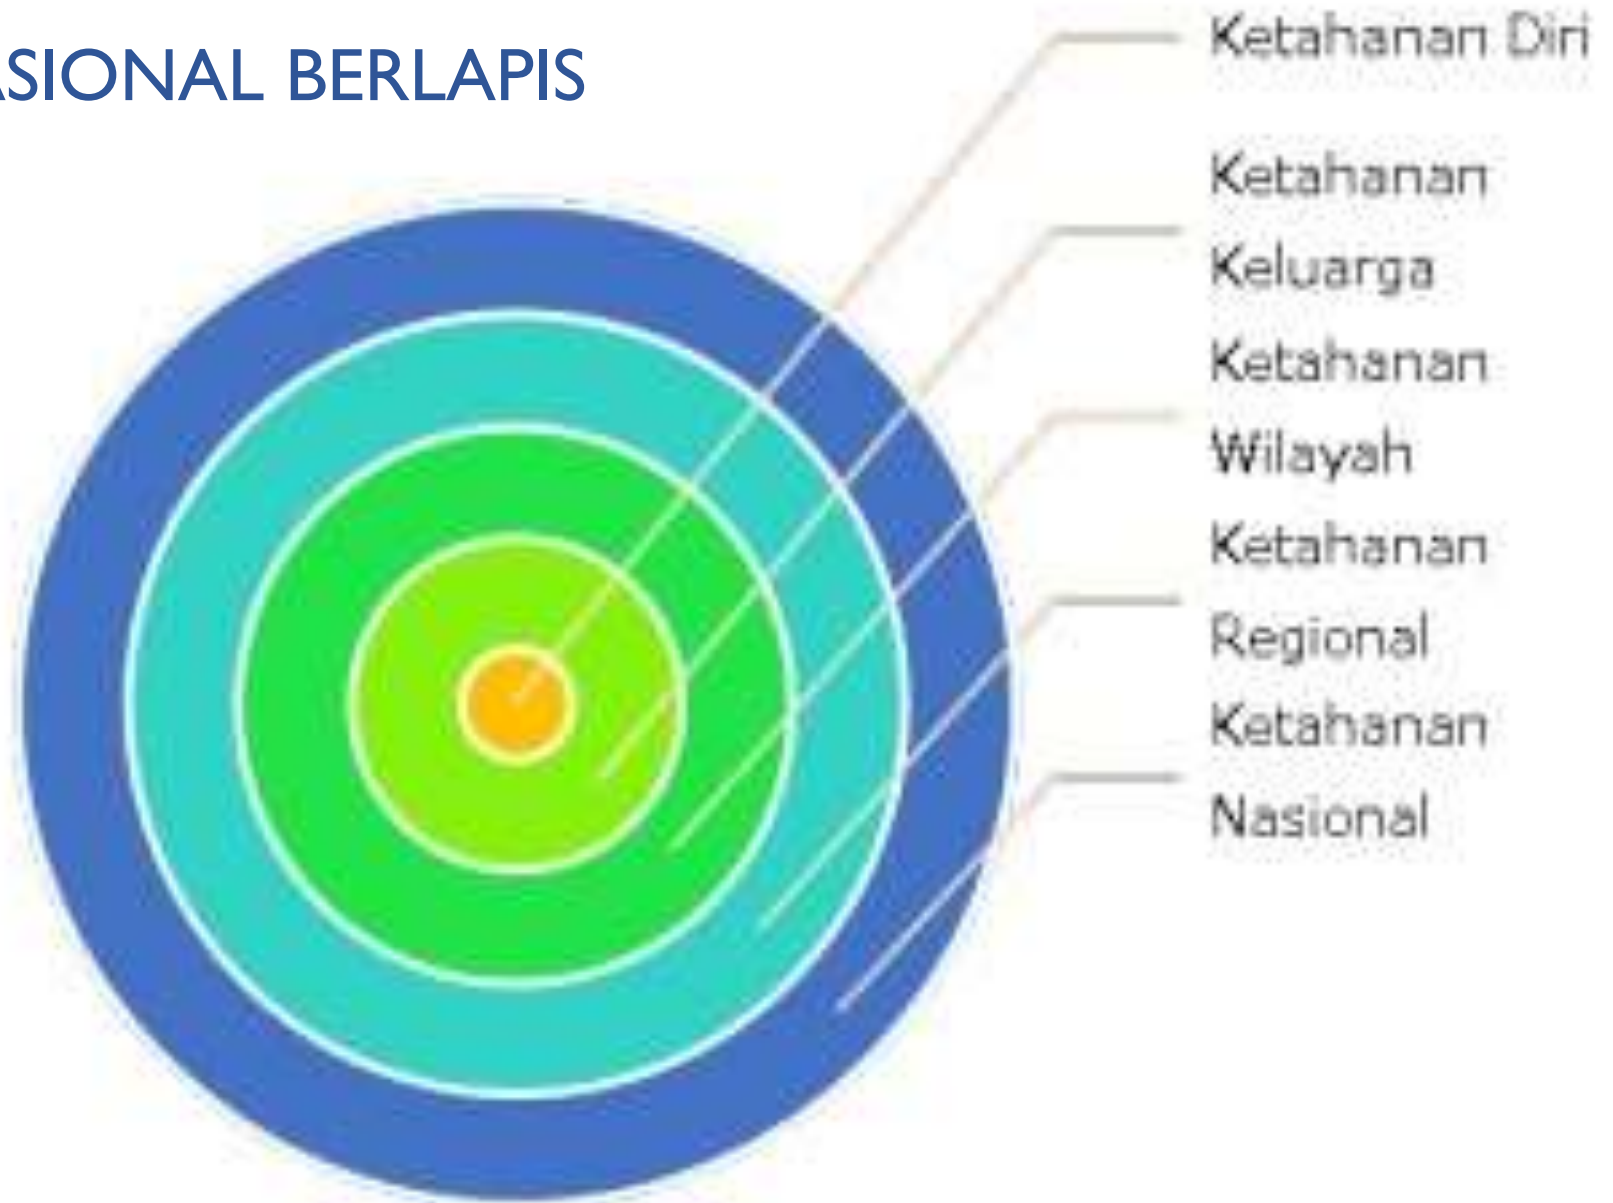 ASIONAL BERLAPIS
Ketahanan Diri
Ketahanan
Keluarga
Ketahanan
Wilayah
Ketahanan
Regional
Ketahanan
Nasional